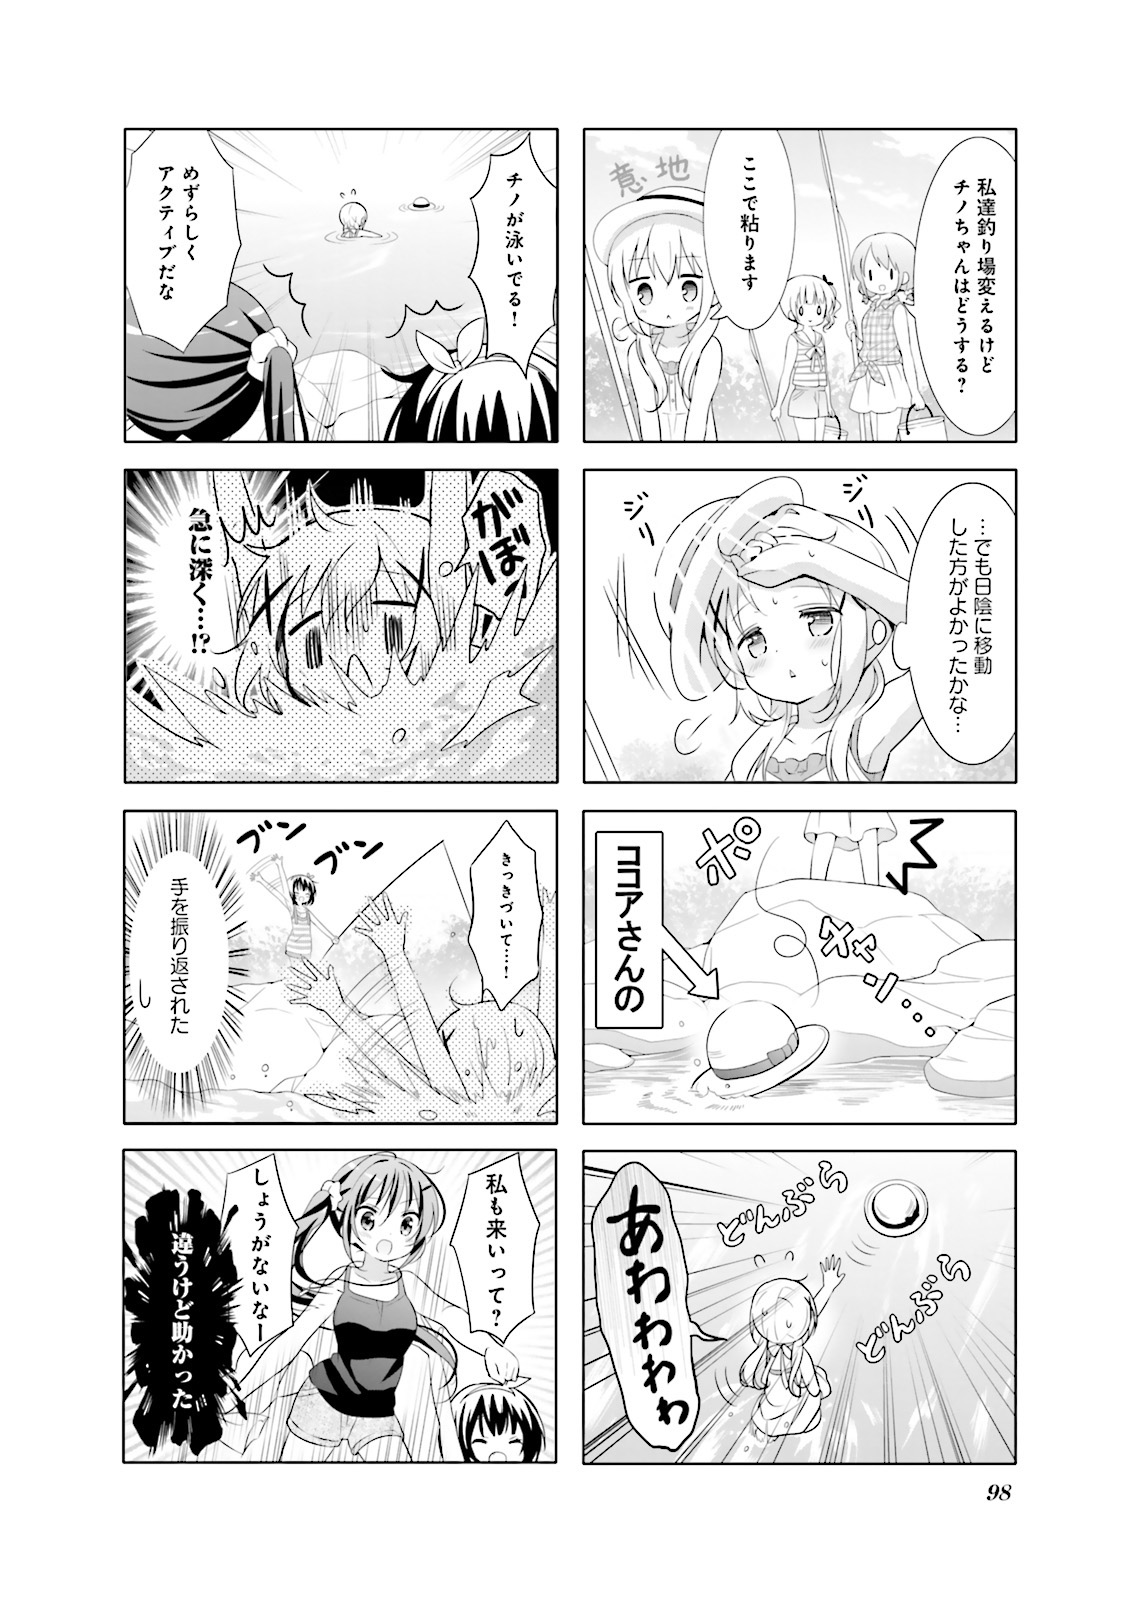 私達釣り場変えるけど
チノちゃんはどうする?
ここで粘ります
意地
…でも日陰に移動
した方がよかったかな…
ジリ
ジリ
ポ
チャン…
ココアさんの
どんぶら
どんぶら
あわわわわ
チノが泳いでる!
めずらしく
アクティブだな
がぼ
急に深く…!?
きっきづいて…!
ブン
ブン
手を振り返された
私も来いって?
しょうがないなー
違うけど助かった
98